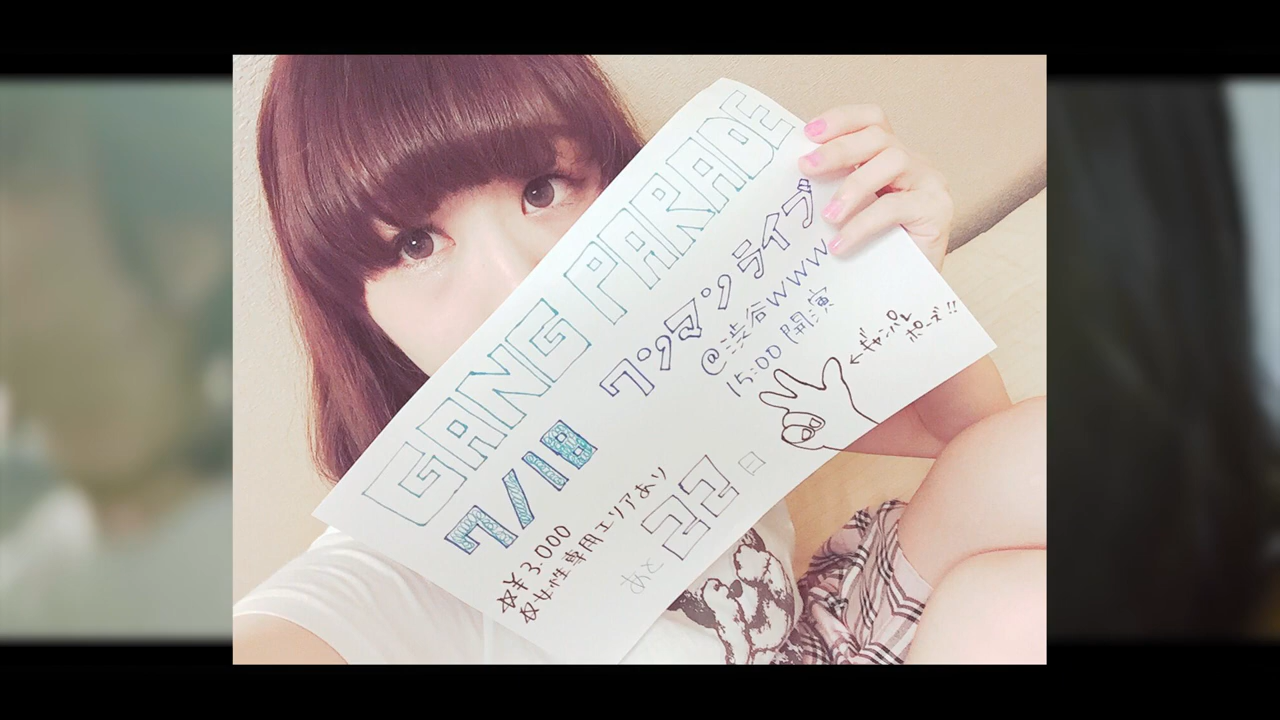 GANG PARADE
7/18 ワンマンライブ
@渋谷WWW
15:00 開演
←ギャンパレ
ポーズ!!
¥3.000
女性専用エリアあり
あと22日